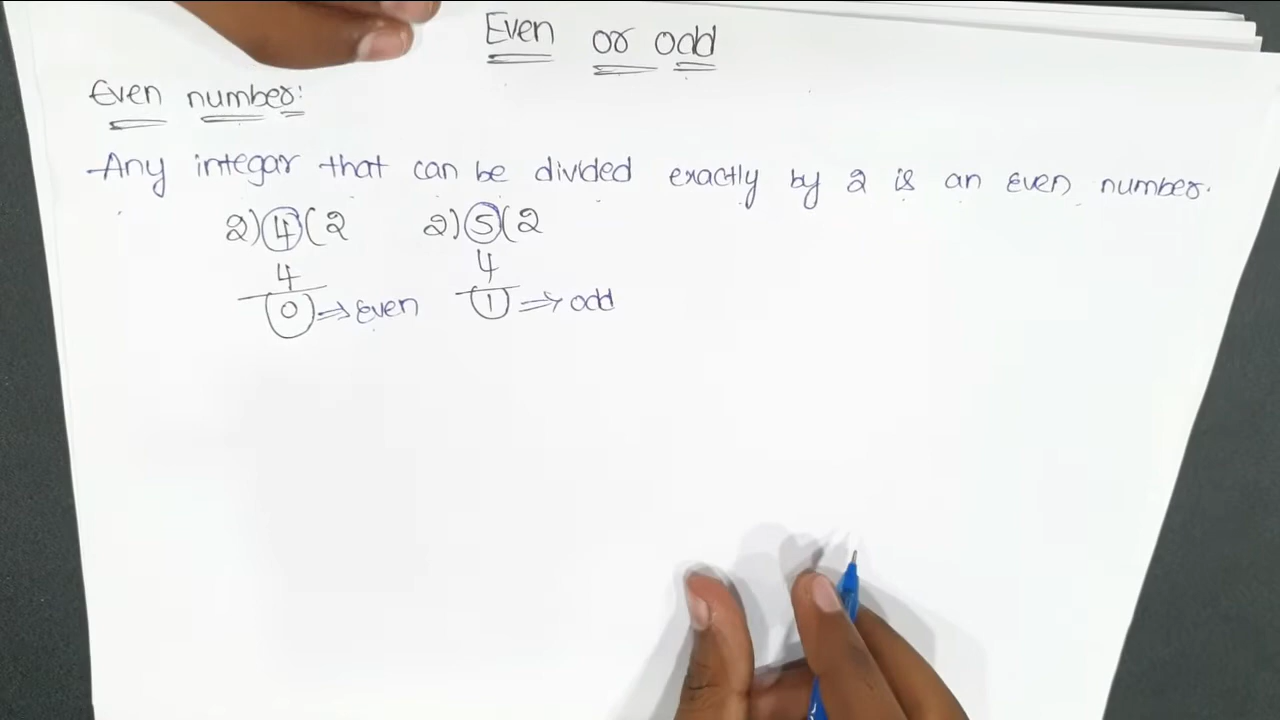 Even or odd
Even number:
Any integar that can be divided exactly by 2 is an even number.
2)4(2 2)5(2
4 4
0 ⇒ even 1 ⇒ odd